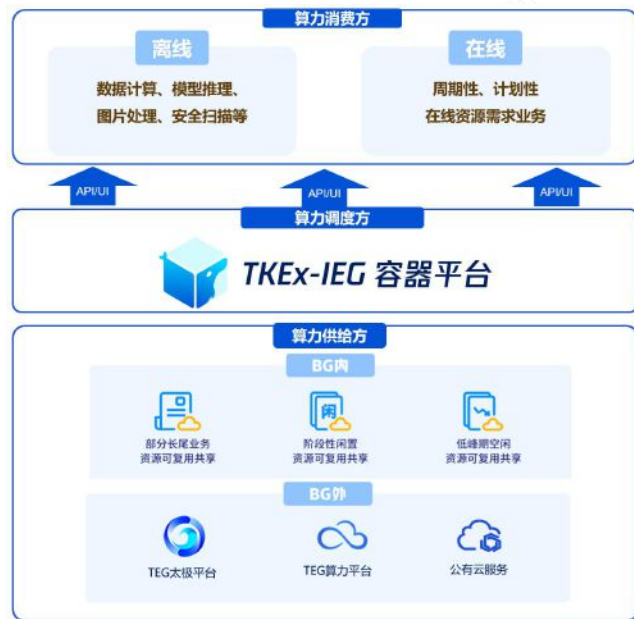 算力消费方
离线
数据计算、模型推理、
图片处理、安全扫描等
在线
周期性、计划性
在线资源需求业务
API/UI
API/UI
API/UI
算力调度方
TKEx-IEG 容器平台
算力供给方
BG内
部分长尾业务
资源可复用共享
闲
阶段性闲置
资源可复用共享
低峰期空闲
资源可复用共享
BG外
TEG太极平台
TEG算力平台
公有云服务